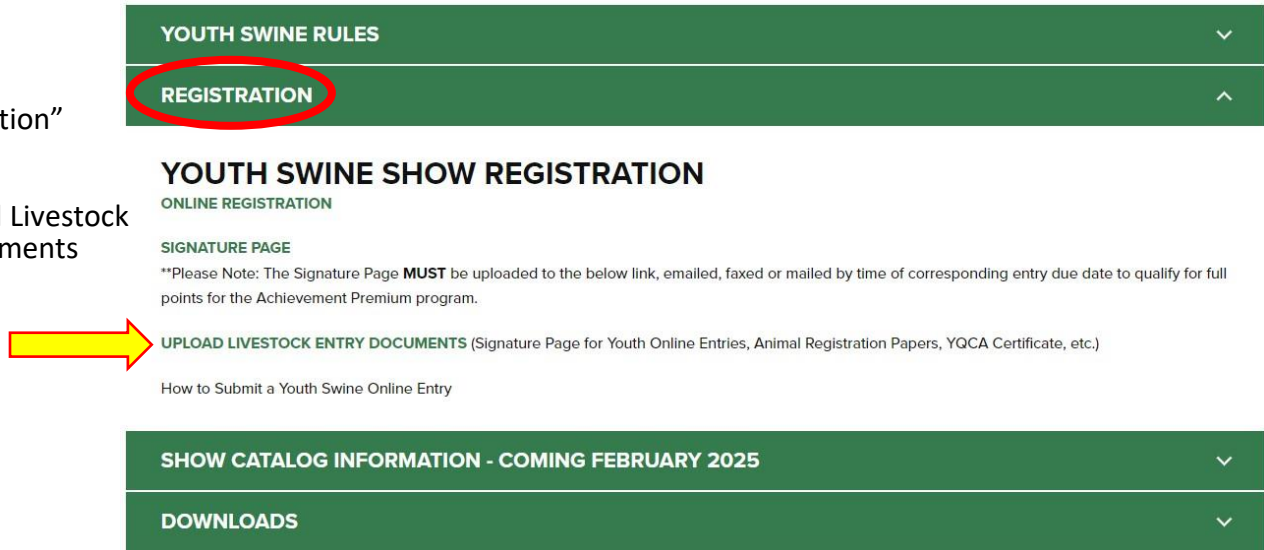 YOUTH SWINE RULES
REGISTRATION
tion”
YOUTH SWINE SHOW REGISTRATION
ONLINE REGISTRATION
Livestock
ments
SIGNATURE PAGE
**Please Note: The Signature Page MUST be uploaded to the below link, emailed, faxed or mailed by time of corresponding entry due date to qualify for full
points for the Achievement Premium program.
UPLOAD LIVESTOCK ENTRY DOCUMENTS (Signature Page for Youth Online Entries, Animal Registration Papers, YQCA Certificate, etc.)
How to Submit a Youth Swine Online Entry
SHOW CATALOG INFORMATION - COMING FEBRUARY 2025
DOWNLOADS